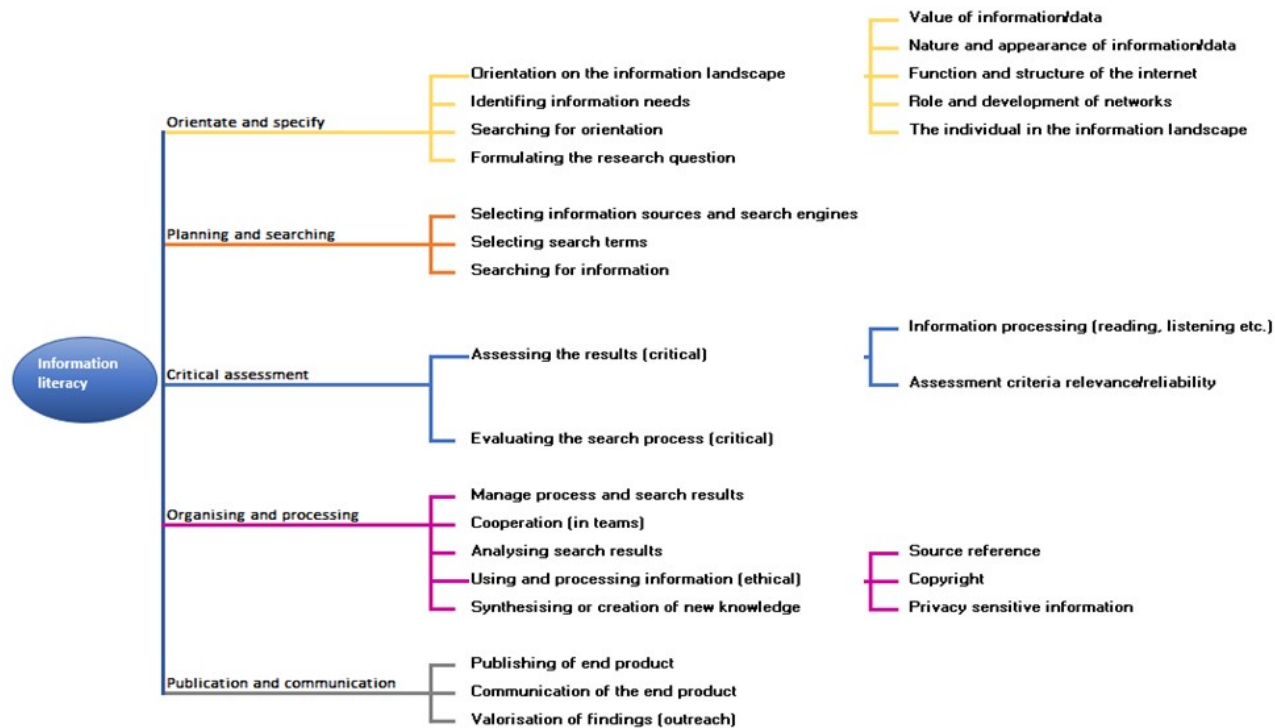 Information
literacy
Orientate and specify
Orientation on the information landscape
Value of information/data
Nature and appearance of information/data
Function and structure of the internet
Role and development of networks
The individual in the information landscape
Identifing information needs
Searching for orientation
Formulating the research question
Planning and searching
Selecting information sources and search engines
Selecting search terms
Searching for information
Critical assessment
Assessing the results (critical)
Information processing (reading, listening etc.)
Assessment criteria relevance/reliability
Evaluating the search process (critical)
Organising and processing
Manage process and search results
Cooperation (in teams)
Analysing search results
Using and processing information (ethical)
Source reference
Copyright
Privacy sensitive information
Synthesising or creation of new knowledge
Publication and communication
Publishing of end product
Communication of the end product
Valorisation of findings (outreach)